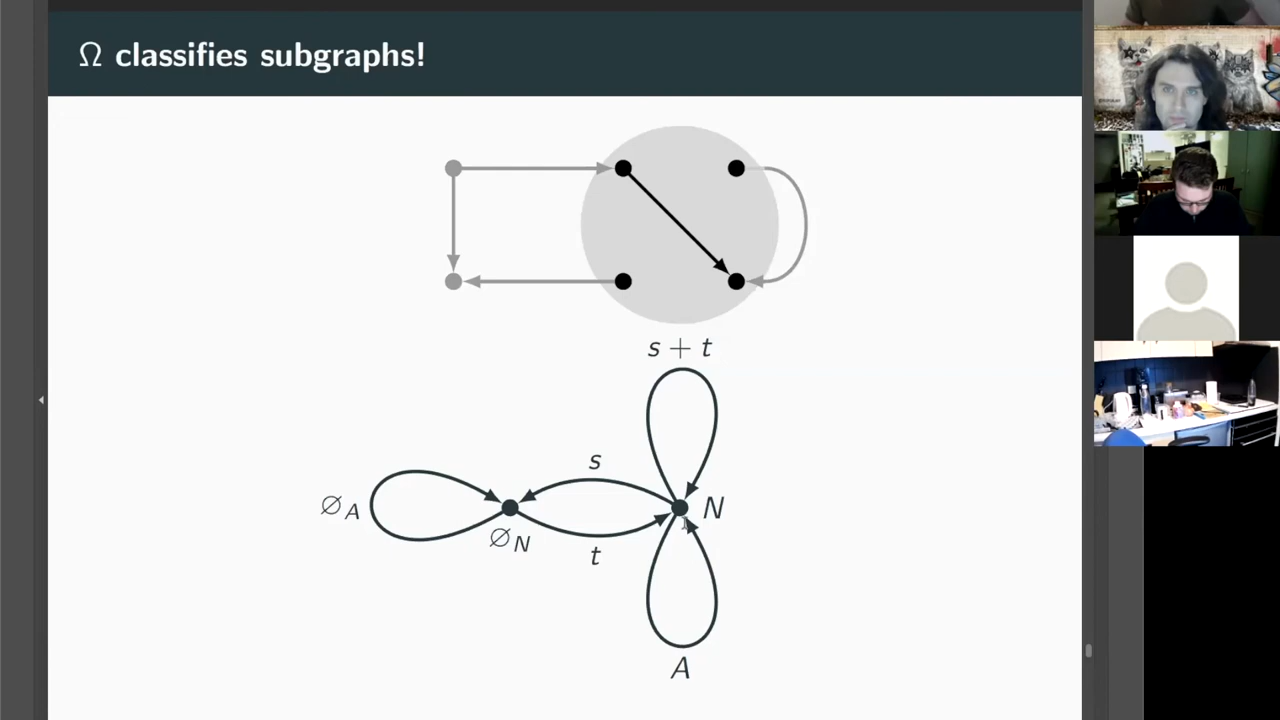 Ω classifies subgraphs!
s + t
s
∅A
N
∅N
t
A